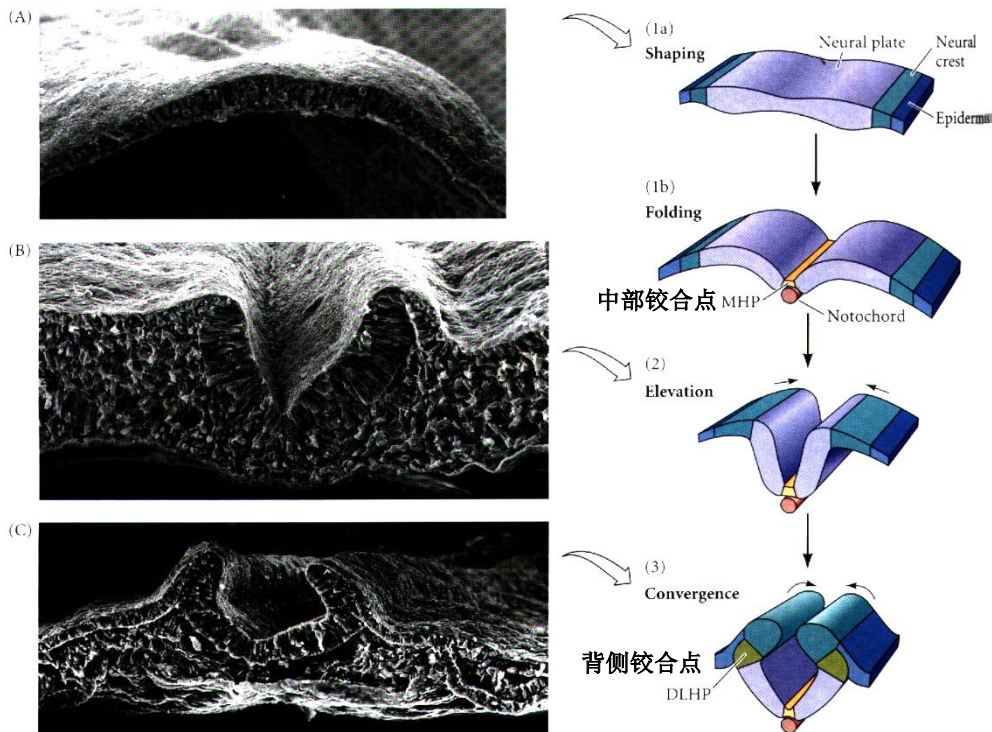 (A)
(1a)
Shaping
Neural plate
Neural
crest
Epidermis
(1b)
Folding
(B)
中部铰合点 MHP
Notochord
(2)
Elevation
(C)
(3)
Convergence
背侧铰合点
DLHP